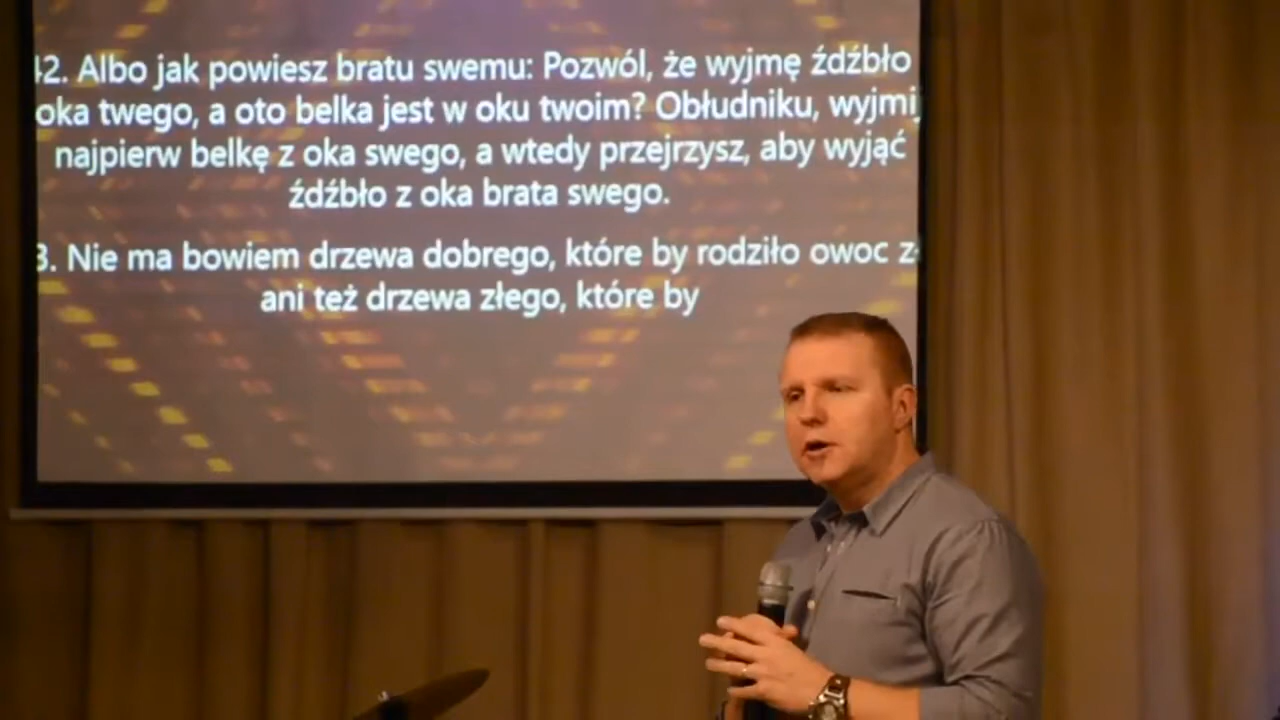 42. Albo jak powiesz bratu swemu: Pozwól, że wyjmę źdźbło
oka twego, a oto belka jest w oku twoim? Obłudniku, wyjmij
najpierw belkę z oka swego, a wtedy przejrzysz, aby wyjąć
źdźbło z oka brata swego.
3. Nie ma bowiem drzewa dobrego, które by rodziło owoc
ani też drzewa złego, które by